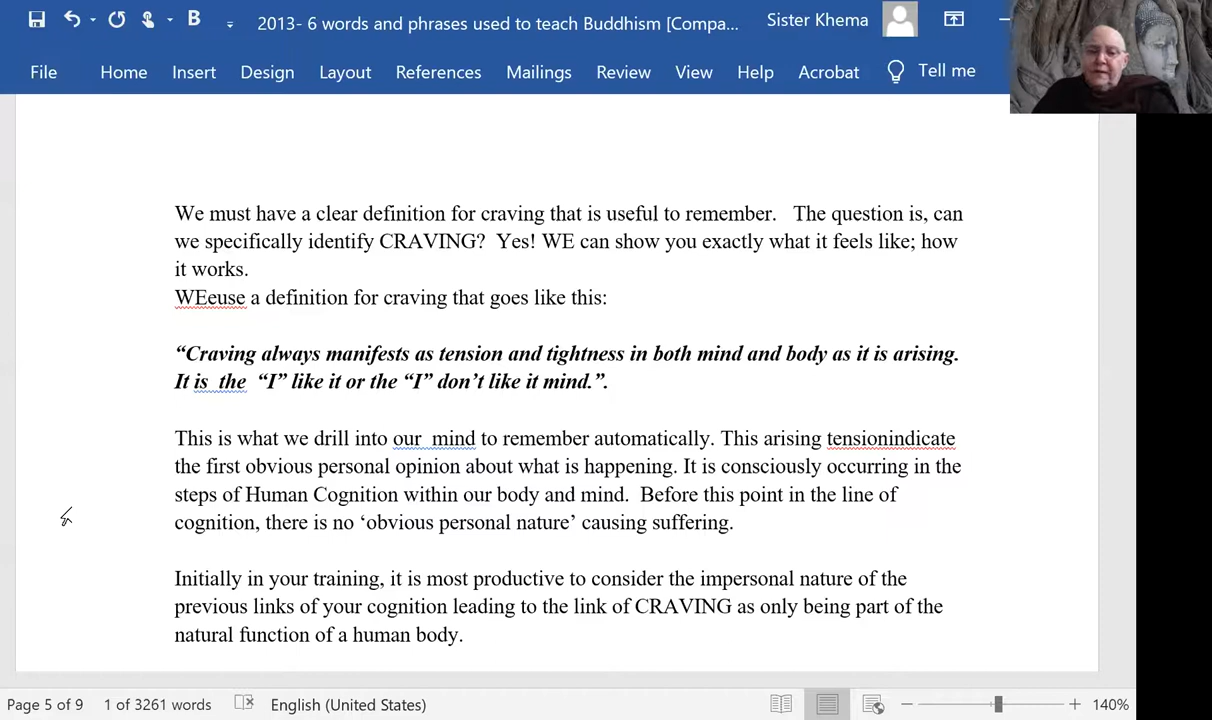 2013- 6 words and phrases used to teach Buddhism [Compa...
Sister Khema
File Home Insert Design Layout References Mailings Review View Help Acrobat Tell me
We must have a clear definition for craving that is useful to remember. The question is, can
we specifically identify CRAVING? Yes! WE can show you exactly what it feels like; how
it works.
WEeuse a definition for craving that goes like this:
“Craving always manifests as tension and tightness in both mind and body as it is arising.
It is the “I” like it or the “I” don’t like it mind.”.
This is what we drill into our mind to remember automatically. This arising tensionindicate
the first obvious personal opinion about what is happening. It is consciously occurring in the
steps of Human Cognition within our body and mind. Before this point in the line of
cognition, there is no ‘obvious personal nature’ causing suffering.
Initially in your training, it is most productive to consider the impersonal nature of the
previous links of your cognition leading to the link of CRAVING as only being part of the
natural function of a human body.
Page 5 of 9 1 of 3261 words English (United States) 140%